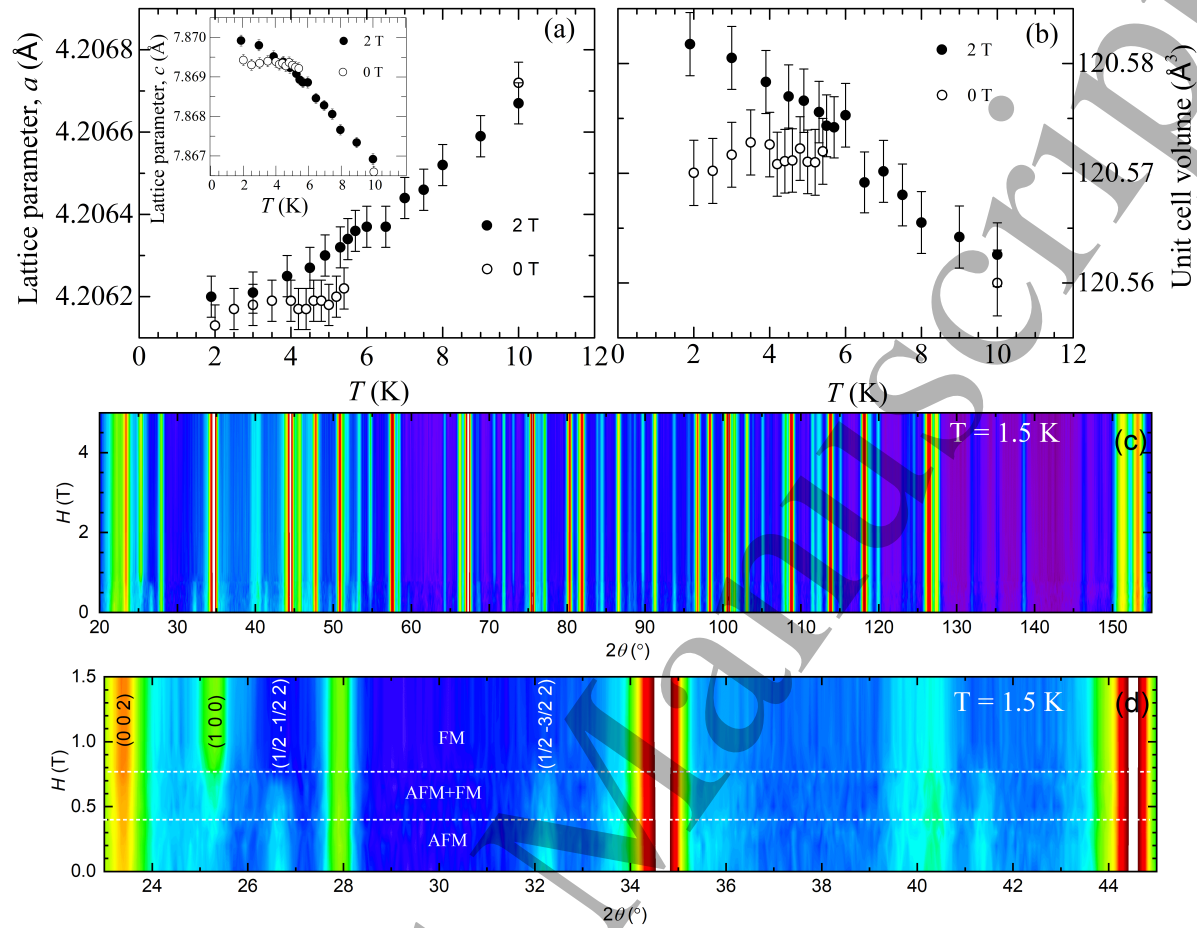 (a)
Lattice parameter, a (Å)
4.2068
4.2066
4.2064
4.2062
0 2 4 6 8 10 12
T (K)
2 T
0 T
Lattice parameter, c (Å)
7.870
7.869
7.868
7.867
0 2 4 6 8 10
T (K)
2 T
0 T
(b)
2 T
0 T
120.58
120.57
120.56
Unit cell volume (Å3)
2 4 6 8 10 12
T (K)
T = 1.5 K
(c)
H (T)
4
2
0
20 30 40 50 60 70 80 90 100 110 120 130 140 150
2θ (°)
T = 1.5 K
(d)
H (T)
1.5
1.0
0.5
0.0
(0 0 2)
(1 0 0)
(1/2 -1/2 2)
(1/2 -3/2 2)
FM
AFM+FM
AFM
24 26 28 30 32 34 36 38 40 42 44
2θ (°)
Manuscrip